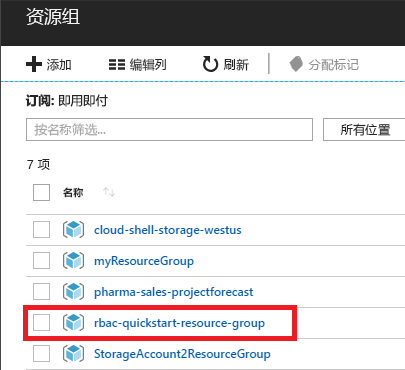 资源组
添加 编辑列 刷新 分配标记
订阅: 即用即付
按名称筛选... 所有位置
7 项
名称
cloud-shell-storage-westus
myResourceGroup
pharma-sales-projectforecast
rbac-quickstart-resource-group
StorageAccount2ResourceGroup